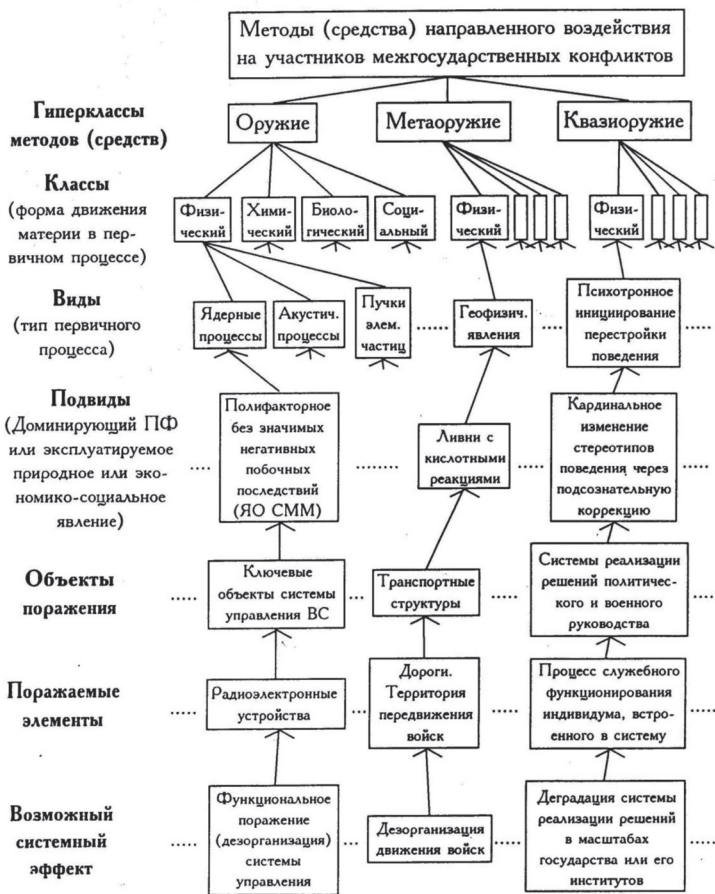 Методы (средства) направленного воздействия
на участников межгосударственных конфликтов
Гиперклассы
методов (средств)
Оружие
Метаоружие
Квазиоружие
Классы
(форма движения
материи в пер-
вичном процессе)
Физи-
ческий
Хими-
ческий
Биоло-
гический
Соци-
альный
Физи-
ческий
Физи-
ческий
Виды
(тип первичного
процесса)
Ядерные
процессы
Акустич.
процессы
Пучки
элем.
частиц
......
Геофизич.
явления
.....
Психотронное
инициирование
перестройки
поведения
.....
Подвиды
(Доминирующий ПФ
или эксплуатируемое
природное или эко-
номико-социальное
явление)
.....
Полифакторное
без значимых
негативных
побочных
последствий
(ЯО СММ)
......
Ливни с
кислотными
реакциями
.....
Кардинальное
изменение
стереотипов
поведения через
подсознательную
коррекцию
.....
Объекты
поражения
.....
Ключевые
объекты системы
управления ВС
...
Транспортные
структуры
.....
Системы реализации
решений политичес-
кого и военного
руководства
.....
Поражаемые
элементы
.....
Радиоэлектронные
устройства
.....
Дороги.
Территория
передвижения
войск
.....
Процесс служебного
функционирования
индивидума, встро-
енного в систему
.....
Возможный
системный
эффект
.....
Функциональное
поражение
(дезорганизация)
системы
управления
....
Дезорганизация
движения войск
.....
Деградация системы
реализации решений
в масштабах
государства или его
институтов
.....